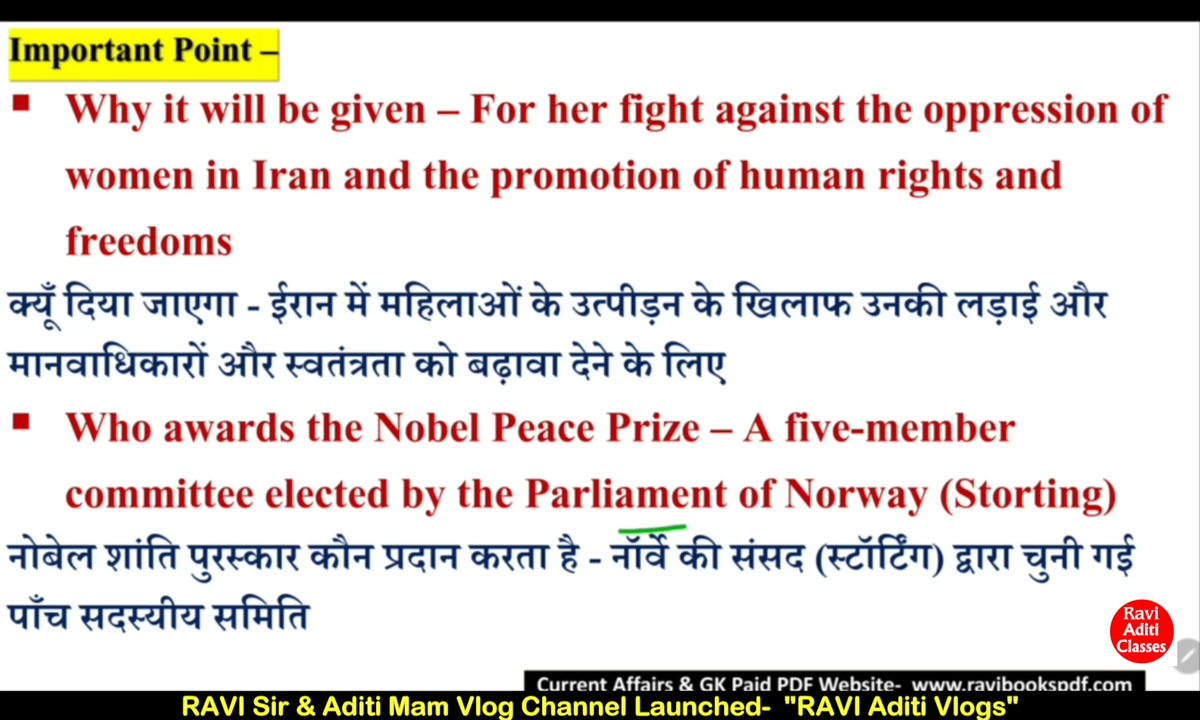 Important Point –
▪ Why it will be given – For her fight against the oppression of
women in Iran and the promotion of human rights and
freedoms
क्यूँ दिया जाएगा - ईरान में महिलाओं के उत्पीड़न के खिलाफ उनकी लड़ाई और
मानवाधिकारों और स्वतंत्रता को बढ़ावा देने के लिए
▪ Who awards the Nobel Peace Prize – A five-member
committee elected by the Parliament of Norway (Storting)
नोबेल शांति पुरस्कार कौन प्रदान करता है - नॉर्वे की संसद (स्टॉर्टिंग) द्वारा चुनी गई
पाँच सदस्यीय समिति
Ravi
Aditi
Classes
Current Affairs & GK Paid PDF Website- www.ravibookspdf.com
RAVI Sir & Aditi Mam Vlog Channel Launched- "RAVI Aditi Vlogs"